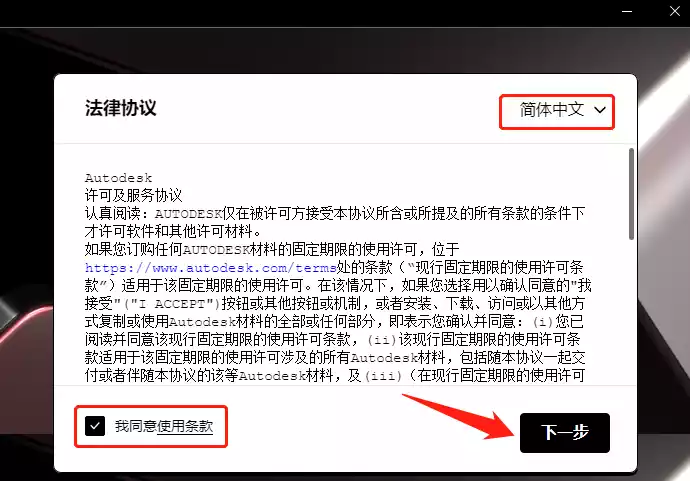 法律协议
简体中文
Autodesk
许可及服务协议
认真阅读：AUTODESK仅在被许可方接受本协议所含或所提及的所有条款的条件下
才许可软件和其他许可材料。
如果您订购任何AUTODESK材料的固定期限的使用许可，位于
https://www.autodesk.com/terms处的条款（“现行固定期限的使用许可条
款”）适用于该固定期限的使用许可。在该情况下，如果您选择用以确认同意的"我
接受"("I ACCEPT")按钮或其他按钮或机制，或者安装、下载、访问或以其他方
式复制或使用Autodesk材料的全部或任何部分，即表示您确认并同意：(i)您已
阅读并同意该现行固定期限的使用许可条款，(ii)该现行固定期限的使用许可条
款适用于该固定期限的使用许可涉及的所有Autodesk材料，包括随本协议一起交
付或者伴随本协议的该等Autodesk材料，及(iii)（在现行固定期限的使用许可
我同意使用条款
下一步